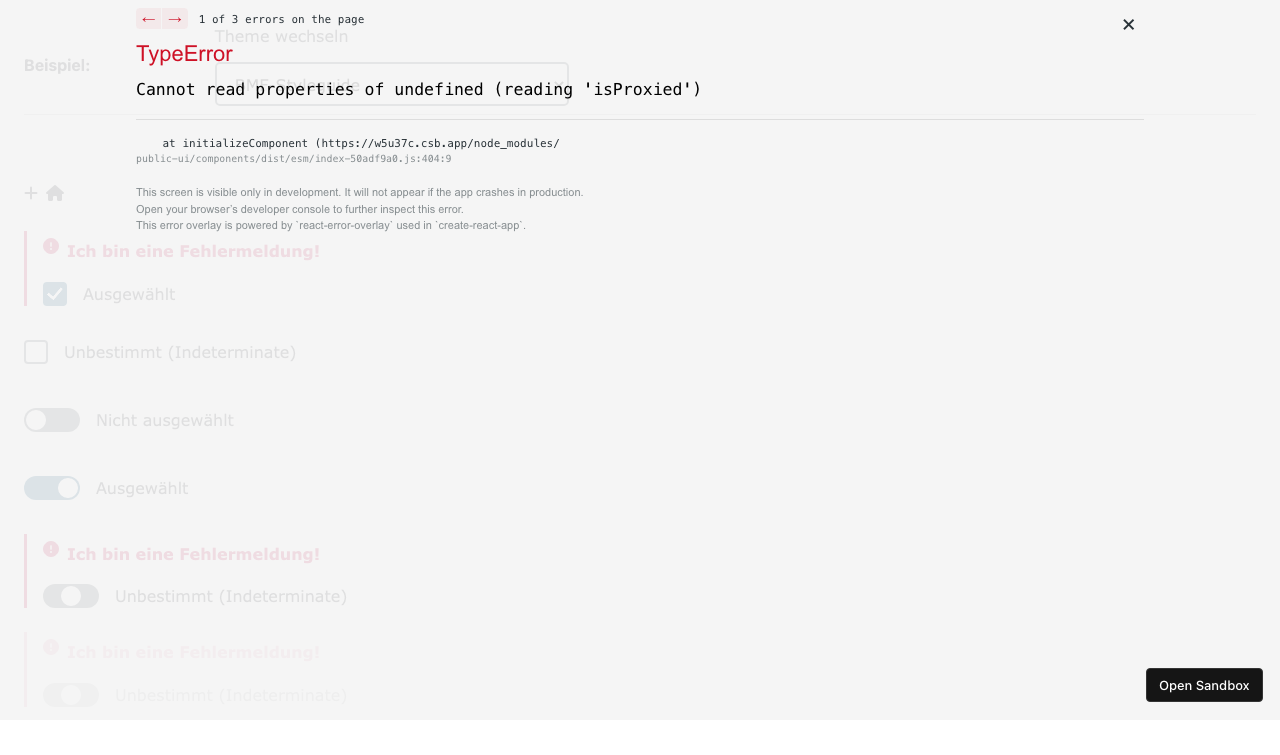 ← → 1 of 3 errors on the page
Theme wechseln
TypeError
Beispiel:
BMF Styleguide
Cannot read properties of undefined (reading 'isProxied')
at initializeComponent (https://w5u37c.csb.app/node_modules/
public-ui/components/dist/esm/index-50adf9a0.js:404:9
This screen is visible only in development. It will not appear if the app crashes in production.
Open your browser’s developer console to further inspect this error.
This error overlay is powered by `react-error-overlay` used in `create-react-app`.
Ich bin eine Fehlermeldung!
Ausgewählt
Unbestimmt (Indeterminate)
Nicht ausgewählt
Ausgewählt
Ich bin eine Fehlermeldung!
Unbestimmt (Indeterminate)
Ich bin eine Fehlermeldung!
Unbestimmt (Indeterminate)
Open Sandbox